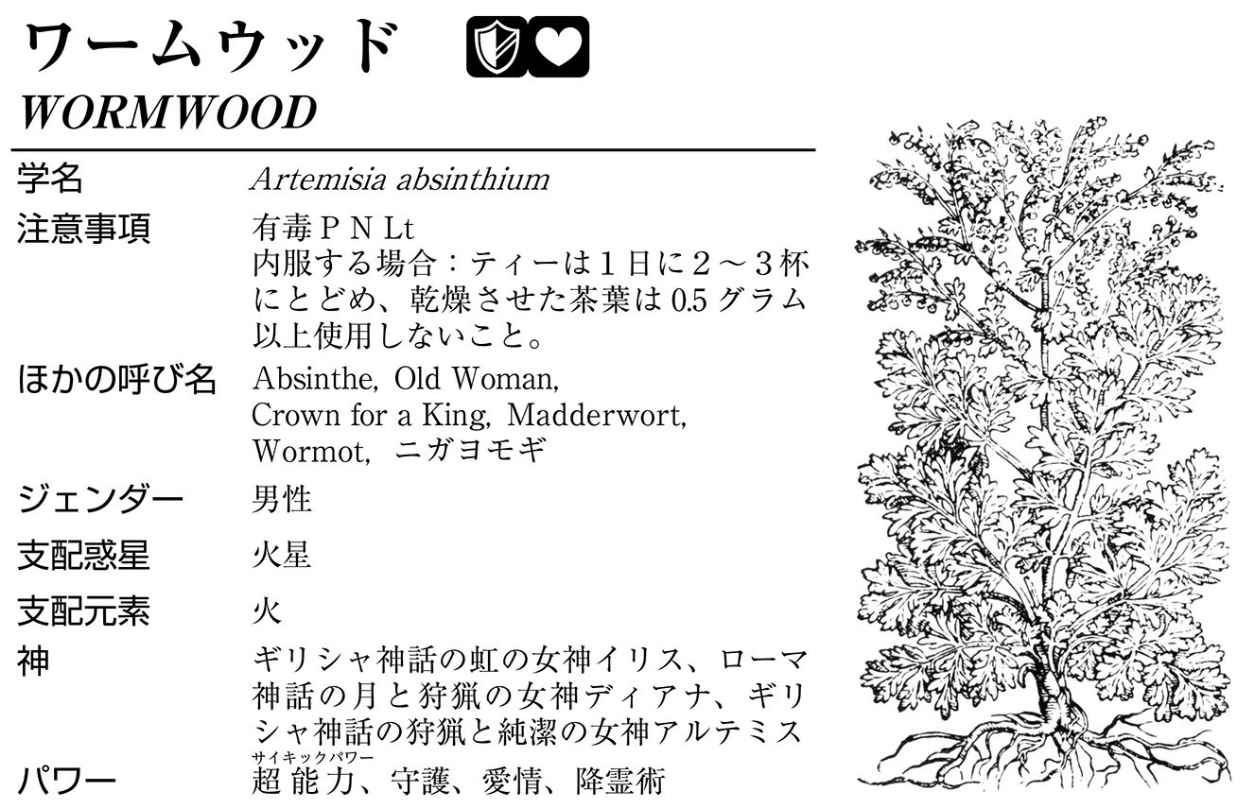 ワームウッド
WORMWOOD
学名 Artemisia absinthium
注意事項 有毒 P N Lt
内服する場合：ティーは１日に２～３杯
にとどめ、乾燥させた茶葉は 0.5 グラム
以上使用しないこと。
ほかの呼び名 Absinthe, Old Woman,
Crown for a King, Madderwort,
Wormot, ニガヨモギ
ジェンダー 男性
支配惑星 火星
支配元素 火
神 ギリシャ神話の虹の女神イリス、ローマ
神話の月と狩猟の女神ディアナ、ギリ
シャ神話の狩猟と純潔の女神アルテミス
サイキックパワー
パワー 超能力、守護、愛情、降霊術